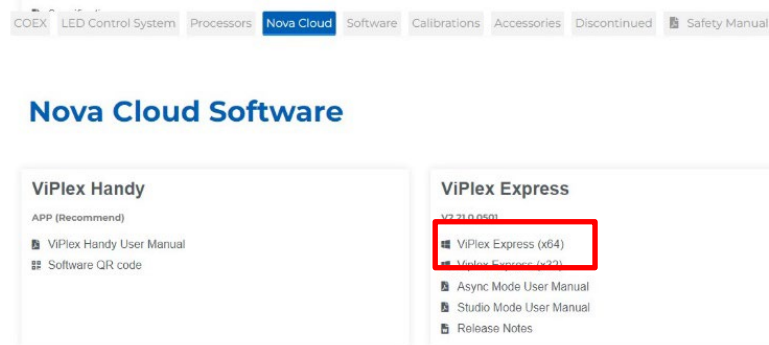 COEX LED Control System Processors Nova Cloud Software Calibrations Accessories Discontinued Safety Manual
Nova Cloud Software
ViPlex Handy
APP (Recommend)
ViPlex Handy User Manual
Software QR code
ViPlex Express
V2.21.0.0501
ViPlex Express (x64)
Viplex Express (x32)
Async Mode User Manual
Studio Mode User Manual
Release Notes